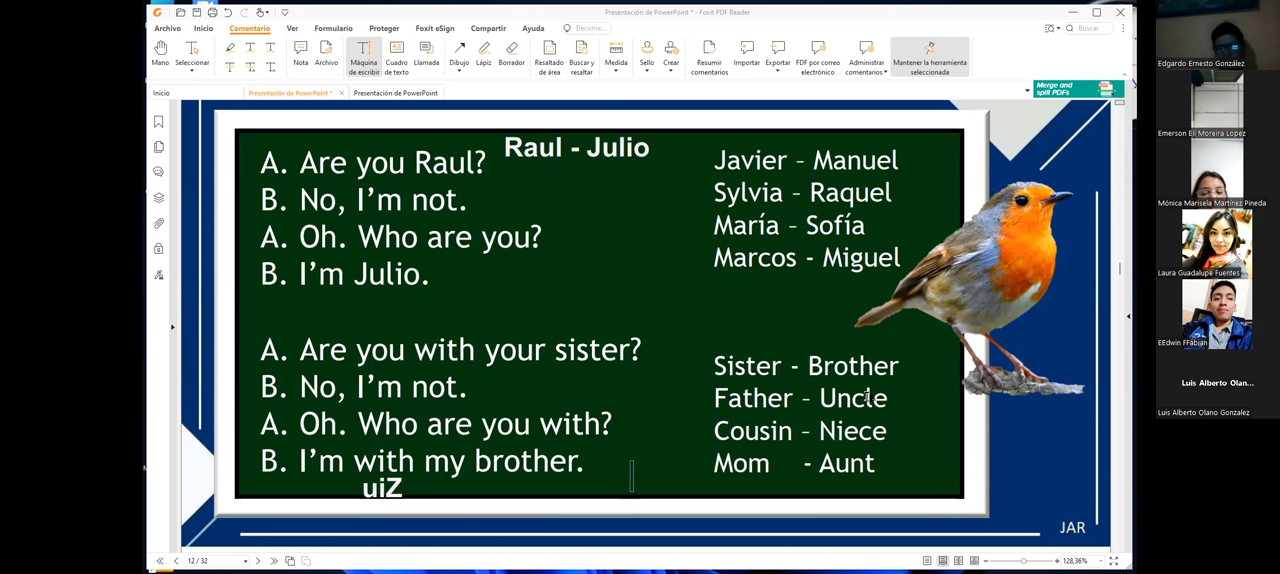 Presentación de PowerPoint * - Foxit PDF Reader
Archivo Inicio Comentario Ver Formulario Proteger Foxit eSign Compartir Ayuda Decirme... Buscar
Mano Seleccionar Nota Archivo Máquina de escribir Cuadro de texto Llamada Dibujo Lápiz Borrador Resaltado de área Buscar y resaltar Medida Sello Crear Resumir comentarios Importar Exportar FDF por correo electrónico Administrar comentarios Mantener la herramienta seleccionada
Inicio Presentación de PowerPoint * Presentación de PowerPoint
Merge and split PDFs
Raul - Julio
A. Are you Raul?
B. No, I'm not.
A. Oh. Who are you?
B. I'm Julio.
Javier – Manuel
Sylvia – Raquel
María – Sofía
Marcos - Miguel
A. Are you with your sister?
B. No, I'm not.
A. Oh. Who are you with?
B. I'm with my brother.
uiZ
Sister - Brother
Father – Uncle
Cousin – Niece
Mom - Aunt
JAR
12 / 32
128,36%
Edgardo Ernesto González
Emerson Eli Moreira Lopez
Mónica Marisela Martínez Pineda
Laura Guadalupe Fuentes
EEdwin FFabian
Luis Alberto Olan...
Luis Alberto Olano Gonzalez